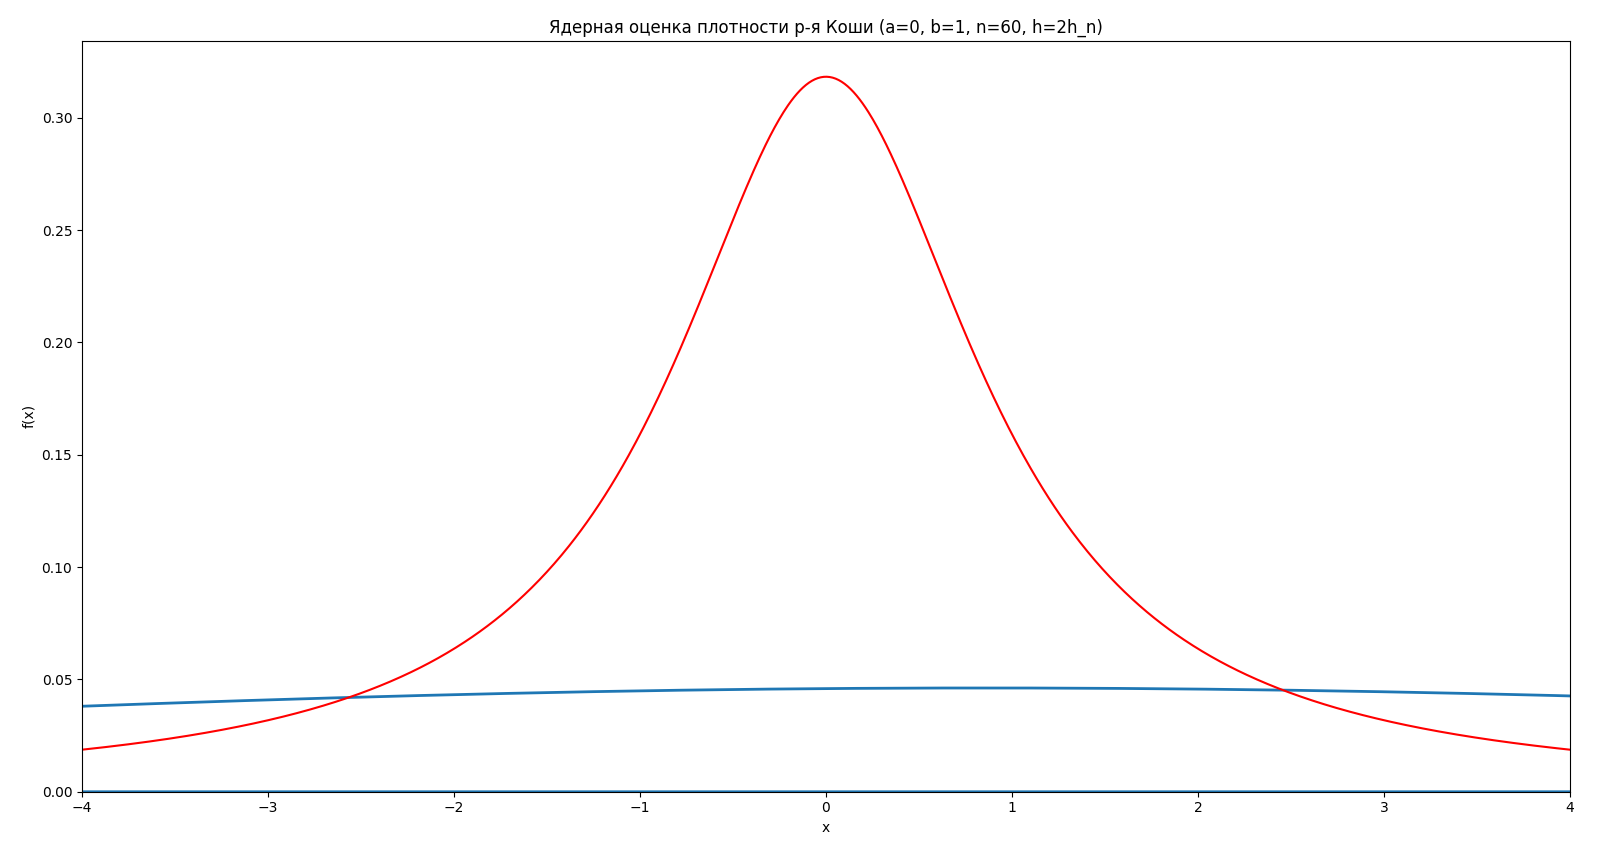 Ядерная оценка плотности р-я Коши (a=0, b=1, n=60, h=2h_n)
f(x)
0.30
0.25
0.20
0.15
0.10
0.05
0.00
−4 −3 −2 −1 0 1 2 3 4
x